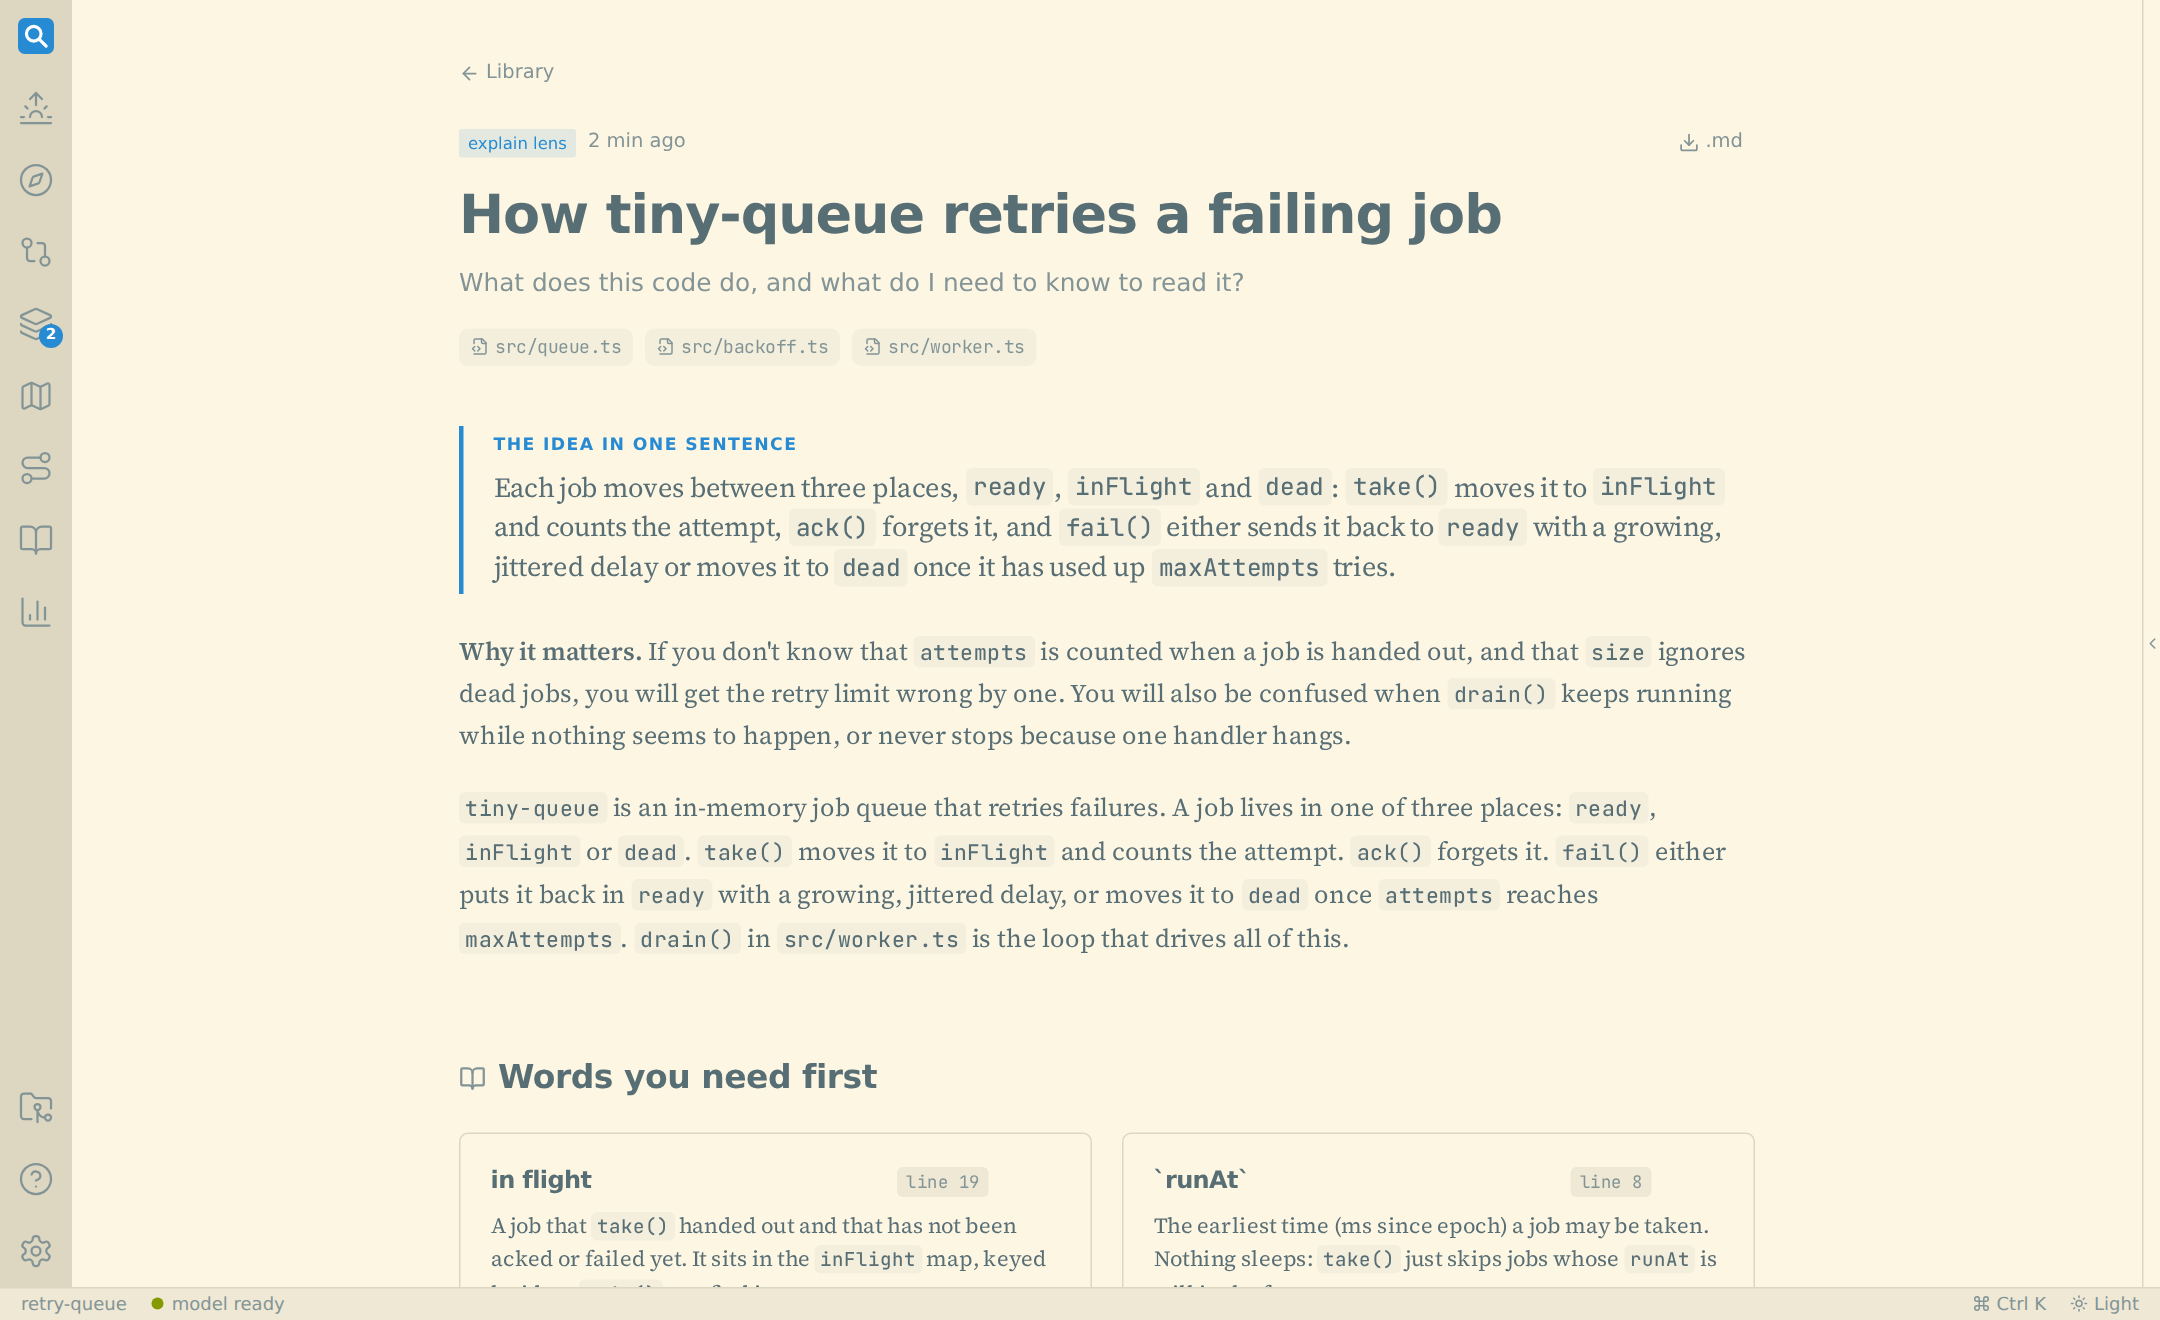 Library
explain lens 2 min ago .md
How tiny-queue retries a failing job
What does this code do, and what do I need to know to read it?
src/queue.ts src/backoff.ts src/worker.ts
THE IDEA IN ONE SENTENCE
Each job moves between three places, ready, inFlight and dead: take() moves it to inFlight
and counts the attempt, ack() forgets it, and fail() either sends it back to ready with a growing,
jittered delay or moves it to dead once it has used up maxAttempts tries.
Why it matters. If you don't know that attempts is counted when a job is handed out, and that size ignores
dead jobs, you will get the retry limit wrong by one. You will also be confused when drain() keeps running
while nothing seems to happen, or never stops because one handler hangs.
tiny-queue is an in-memory job queue that retries failures. A job lives in one of three places: ready,
inFlight or dead. take() moves it to inFlight and counts the attempt. ack() forgets it. fail() either
puts it back in ready with a growing, jittered delay, or moves it to dead once attempts reaches
maxAttempts. drain() in src/worker.ts is the loop that drives all of this.
Words you need first
in flight line 19
A job that take() handed out and that has not been
acked or failed yet. It sits in the inFlight map, keyed
`runAt` line 8
The earliest time (ms since epoch) a job may be taken.
Nothing sleeps: take() just skips jobs whose runAt is
2
retry-queue model ready
Ctrl K Light